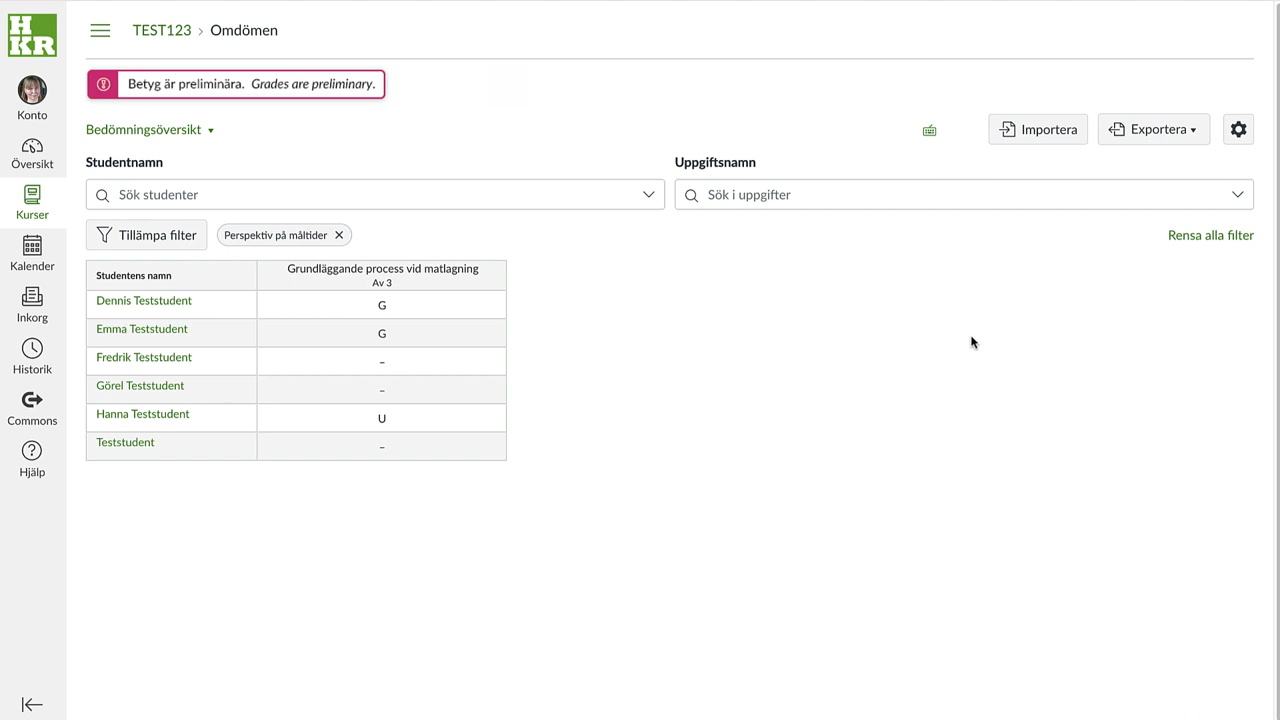 H
KR
TEST123 › Omdömen
Betyg är preliminära. Grades are preliminary.
Konto
Översikt
Kurser
Kalender
Inkorg
Historik
Commons
Hjälp
Bedömningsöversikt
Importera
Exportera
Studentnamn
Uppgiftsnamn
Sök studenter
Sök i uppgifter
Tillämpa filter
Perspektiv på måltider
Rensa alla filter
Studentens namn
Grundläggande process vid matlagning
Av 3
Dennis Teststudent G
Emma Teststudent G
Fredrik Teststudent –
Görel Teststudent –
Hanna Teststudent U
Teststudent –